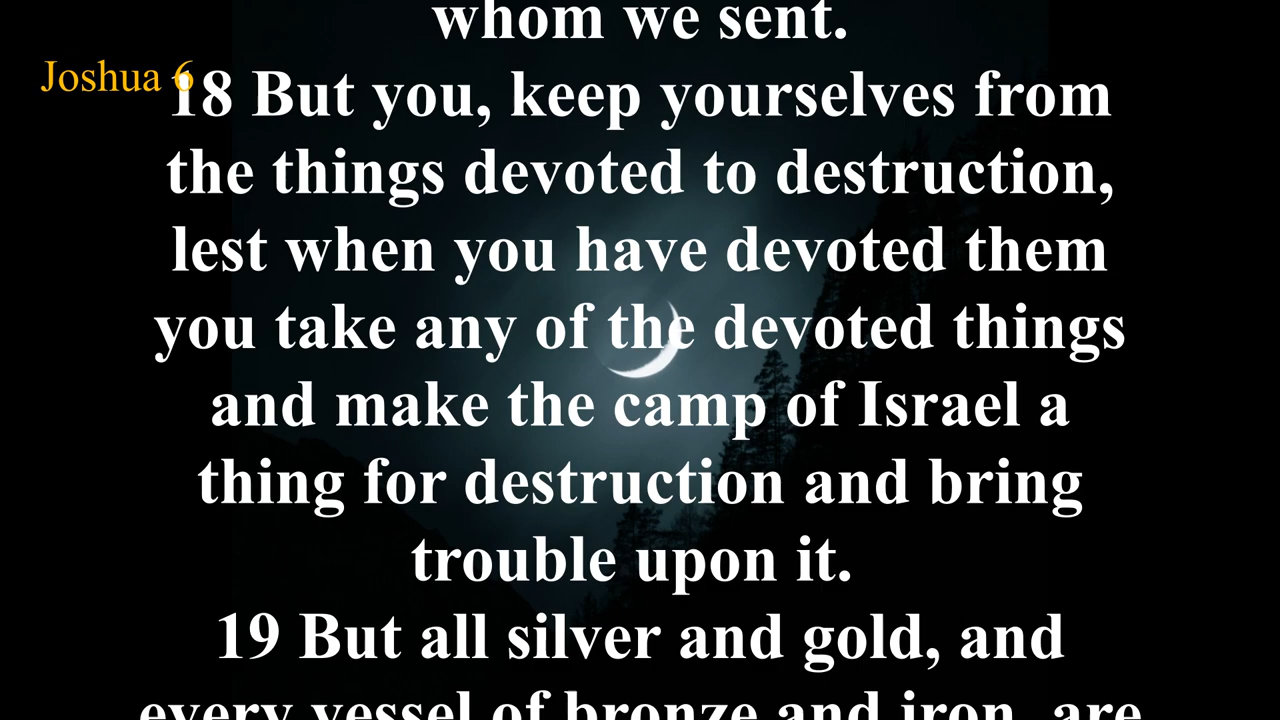 whom we sent.
Joshua 6
18 But you, keep yourselves from
the things devoted to destruction,
lest when you have devoted them
you take any of the devoted things
and make the camp of Israel a
thing for destruction and bring
trouble upon it.
19 But all silver and gold, and
every vessel of bronze and iron, are